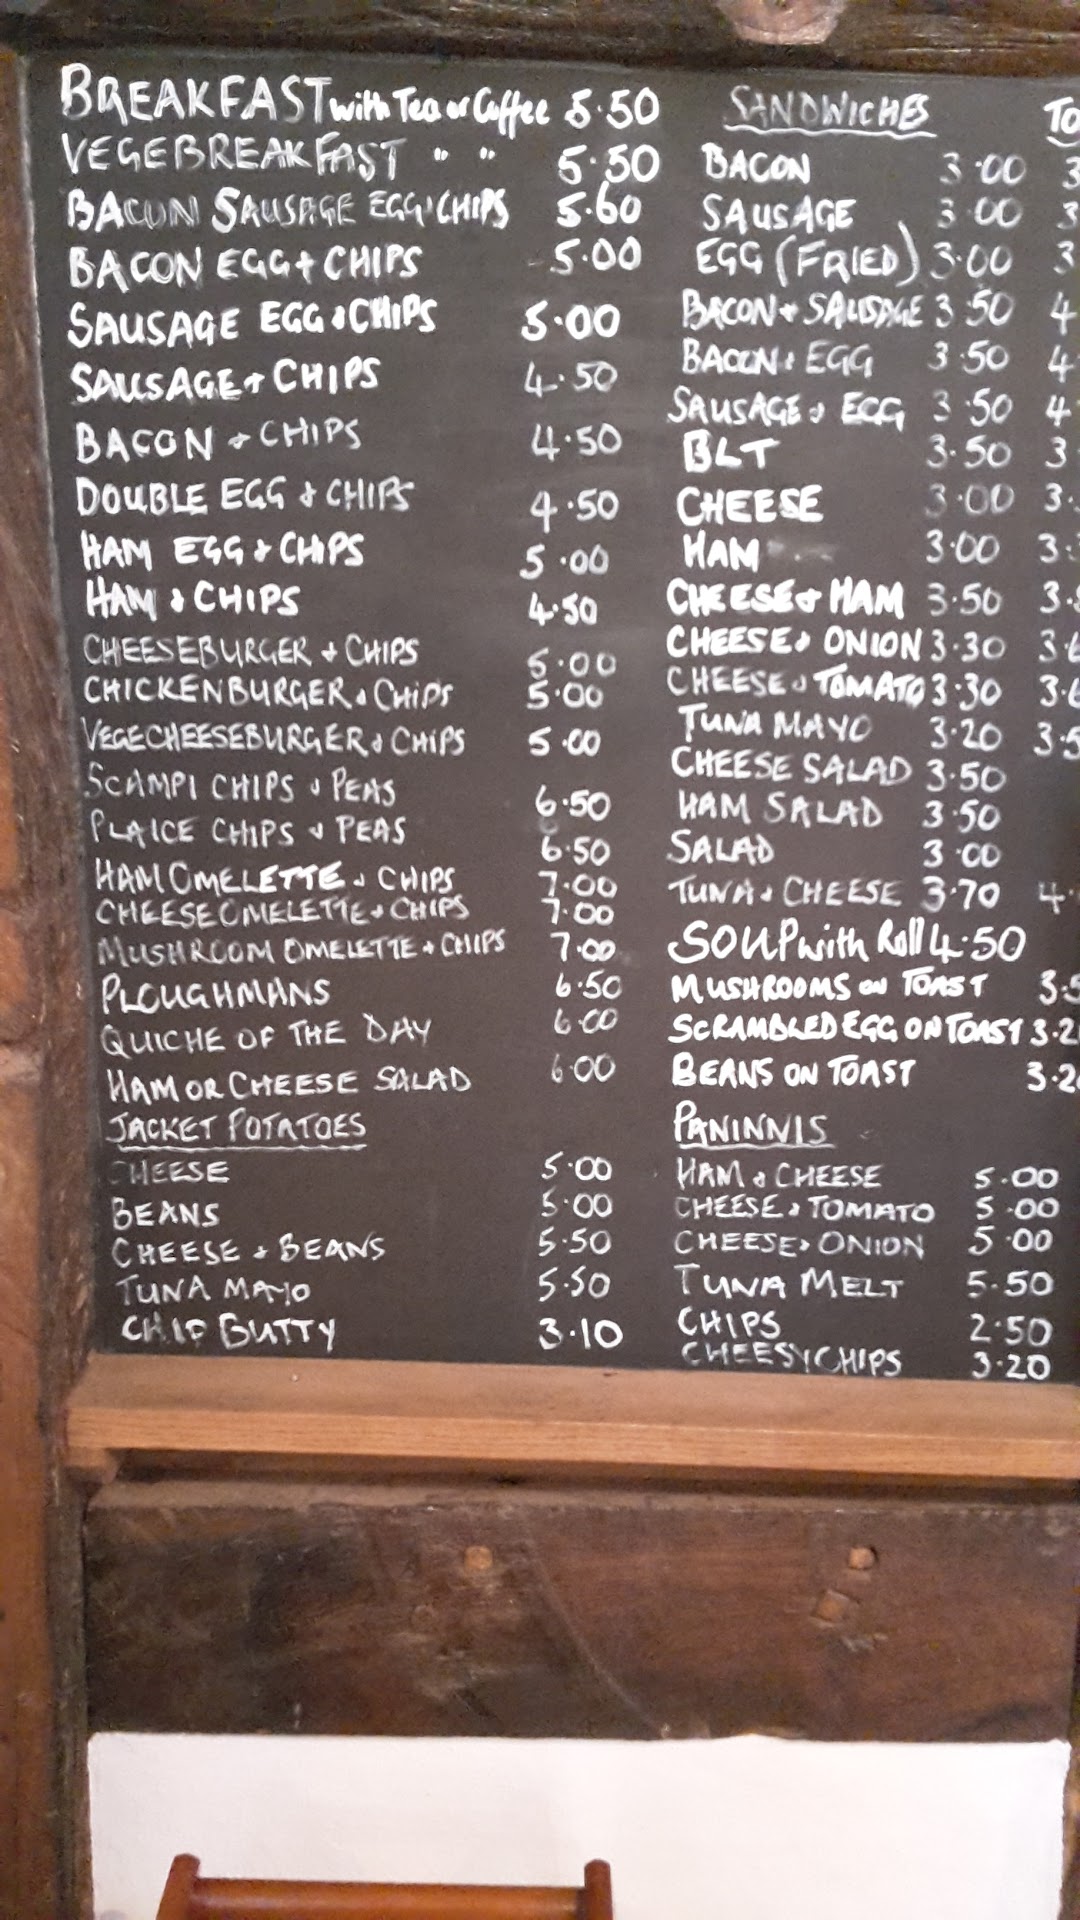 BREAKFAST with Tea or Coffee 5.50
VEGEBREAKFAST " " 5.50
BACON SAUSAGE EGG + CHIPS 5.60
BACON EGG + CHIPS 5.00
SAUSAGE EGG & CHIPS 5.00
SAUSAGE + CHIPS 4.50
BACON & CHIPS 4.50
DOUBLE EGG & CHIPS 4.50
HAM EGG & CHIPS 5.00
HAM & CHIPS 4.50
CHEESEBURGER & CHIPS 5.00
CHICKENBURGER & CHIPS 5.00
VEGECHEESEBURGER & CHIPS 5.00
SCAMPI CHIPS & PEAS 6.50
PLAICE CHIPS & PEAS 6.50
HAM OMELETTE & CHIPS 7.00
CHEESE OMELETTE & CHIPS 7.00
MUSHROOM OMELETTE & CHIPS 7.00
PLOUGHMANS 6.50
QUICHE OF THE DAY 6.00
HAM OR CHEESE SALAD 6.00
JACKET POTATOES
CHEESE 5.00
BEANS 5.00
CHEESE & BEANS 5.50
TUNA MAYO 5.50
CHIP BUTTY 3.10
SANDWICHES
BACON 3.00
SAUSAGE 3.00
EGG (FRIED) 3.00
BACON & SAUSAGE 3.50
BACON & EGG 3.50
SAUSAGE & EGG 3.50
BLT 3.50
CHEESE 3.00
HAM 3.00
CHEESE & HAM 3.50
CHEESE & ONION 3.30
CHEESE & TOMATO 3.30
TUNA MAYO 3.20 3.5
CHEESE SALAD 3.50
HAM SALAD 3.50
SALAD 3.00
TUNA & CHEESE 3.70
SOUP with Roll 4.50
MUSHROOMS ON TOAST 3.5
SCRAMBLED EGG ON TOAST 3.2
BEANS ON TOAST 3.2
PANINNIS
HAM & CHEESE 5.00
CHEESE & TOMATO 5.00
CHEESE & ONION 5.00
TUNA MELT 5.50
CHIPS 2.50
CHEESYCHIPS 3.20